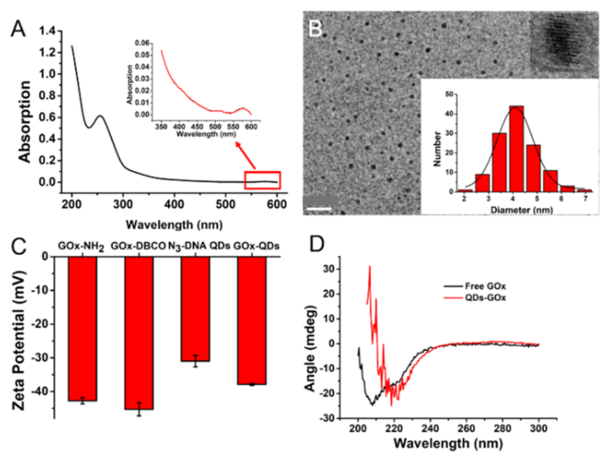 A
1.4
1.2
1.0
0.8
0.6
0.4
0.2
0.0
Absorption
200 300 400 500 600
Wavelength (nm)
0.06
0.05
0.04
0.03
0.02
0.01
0.00
Absorption
350 400 450 500 550 600
Wavelength (nm)
B
50
40
30
20
10
0
Number
2 3 4 5 6 7
Diameter (nm)
C
GOx-NH2 GOx-DBCO N3-DNA QDs GOx-QDs
0
-10
-20
-30
-40
Zeta Potential (mV)
D
Free GOx
QDs-GOx
30
20
10
0
-10
-20
-30
Angle (mdeg)
200 220 240 260 280 300
Wavelength (nm)